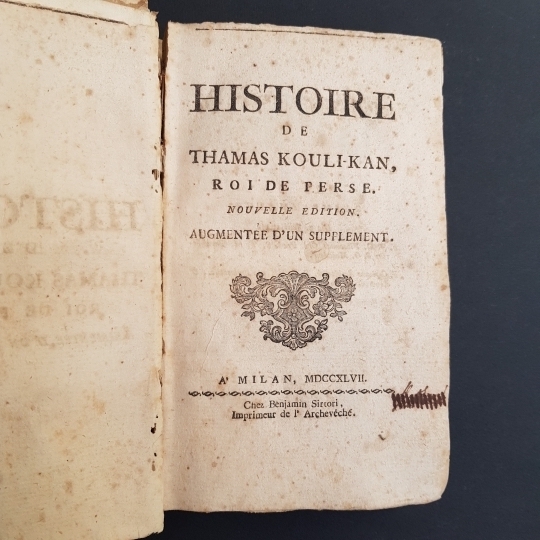 HISTOIRE
DE
THAMAS KOULI-KAN,
ROI DE PERSE.
NOUVELLE EDITION.
AUGMENTEE D'UN SUPPLEMENT.
A' MILAN, MDCCXLVII.
Chez Benjamin Sirtori,
Imprimeur de l' Archevêché.